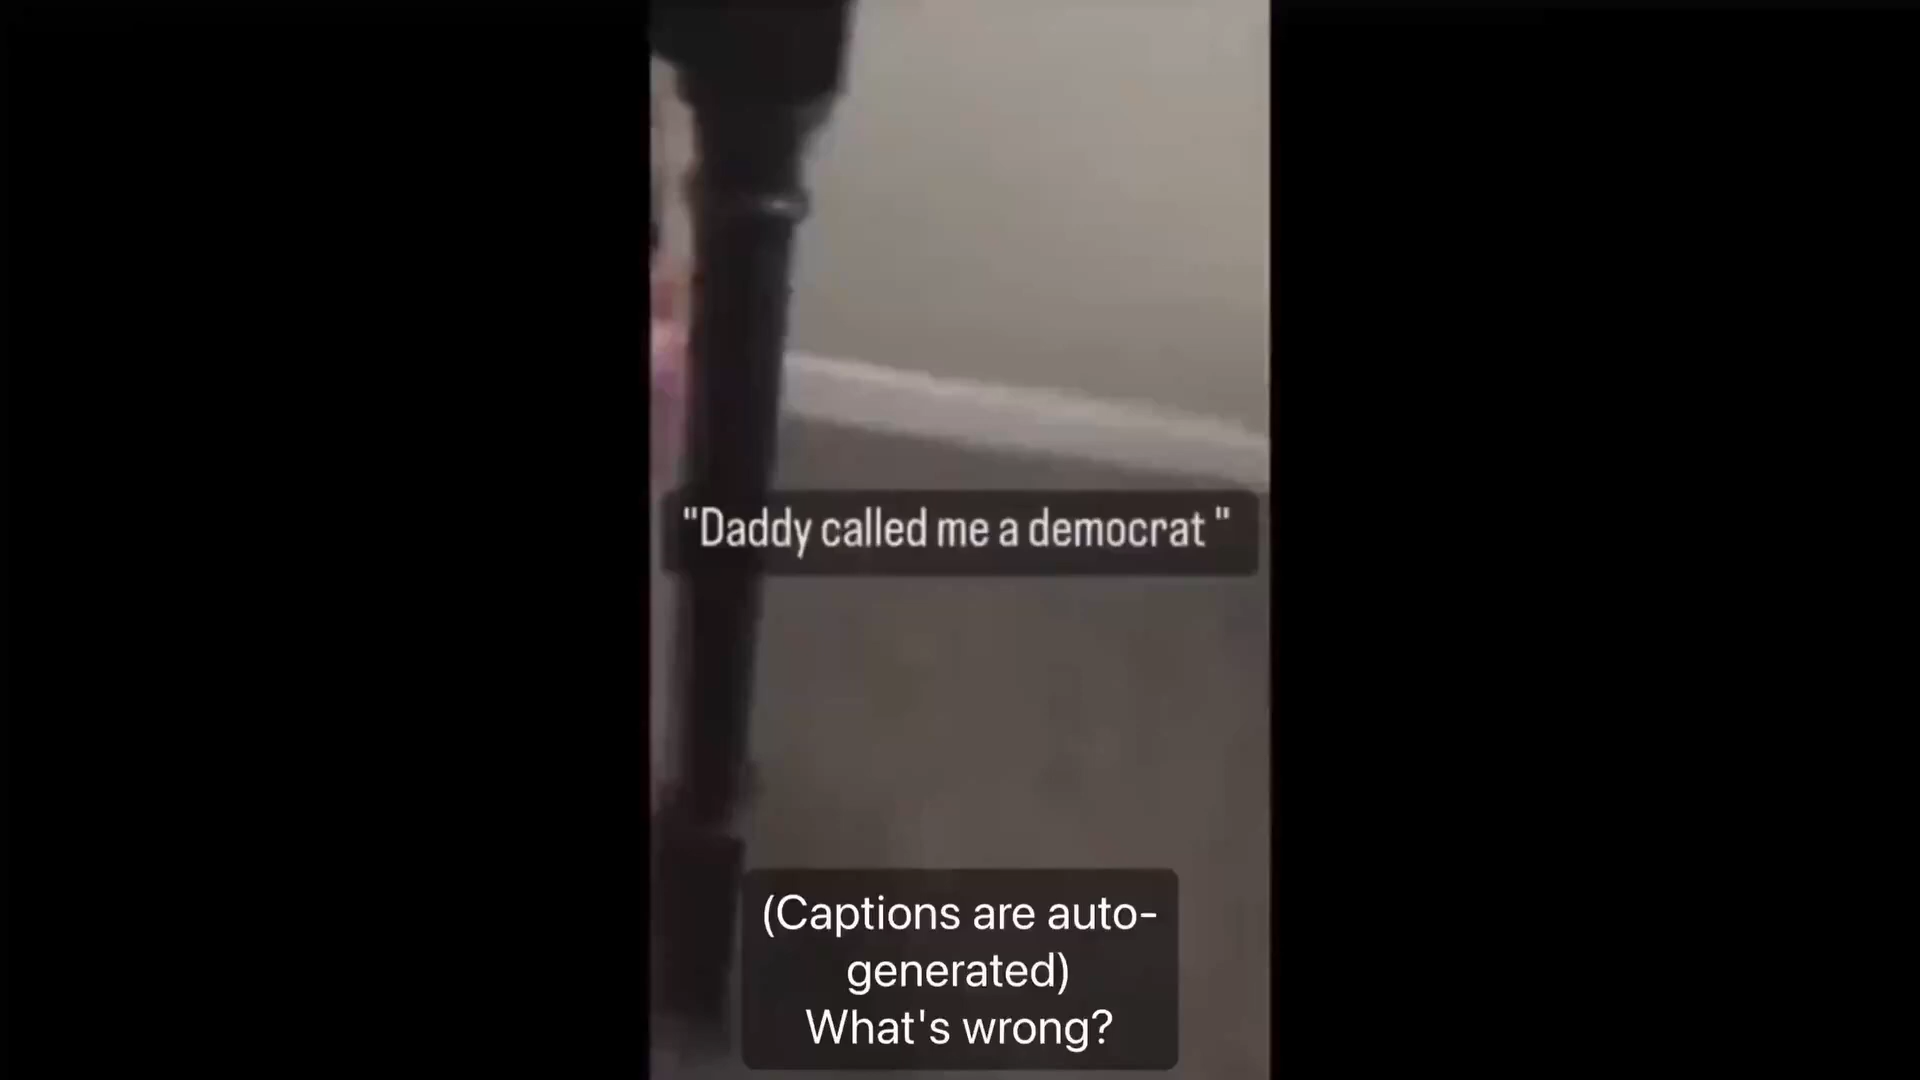 "Daddy called me a democrat "
(Captions are auto-
generated)
What's wrong?